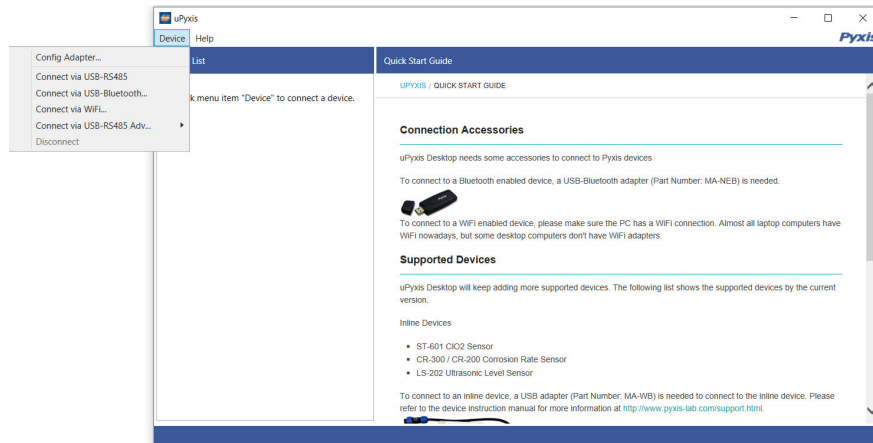 uPyxis
Device Help
Pyxis
Config Adapter...
Connect via USB-RS485
Connect via USB-Bluetooth...
Connect via WiFi...
Connect via USB-RS485 Adv...
Disconnect
List
k menu item "Device" to connect a device.
Quick Start Guide
UPYXIS / QUICK START GUIDE
Connection Accessories
uPyxis Desktop needs some accessories to connect to Pyxis devices
To connect to a Bluetooth enabled device, a USB-Bluetooth adapter (Part Number: MA-NEB) is needed.
To connect to a WiFi enabled device, please make sure the PC has a WiFi connection. Almost all laptop computers have
WiFi nowadays, but some desktop computers don't have WiFi adapters.
Supported Devices
uPyxis Desktop will keep adding more supported devices. The following list shows the supported devices by the current
version.
Inline Devices
ST-601 ClO2 Sensor
CR-300 / CR-200 Corrosion Rate Sensor
LS-202 Ultrasonic Level Sensor
To connect to an inline device, a USB adapter (Part Number: MA-WB) is needed to connect to the inline device. Please
refer to the device instruction manual for more information at http://www.pyxis-lab.com/support.html.